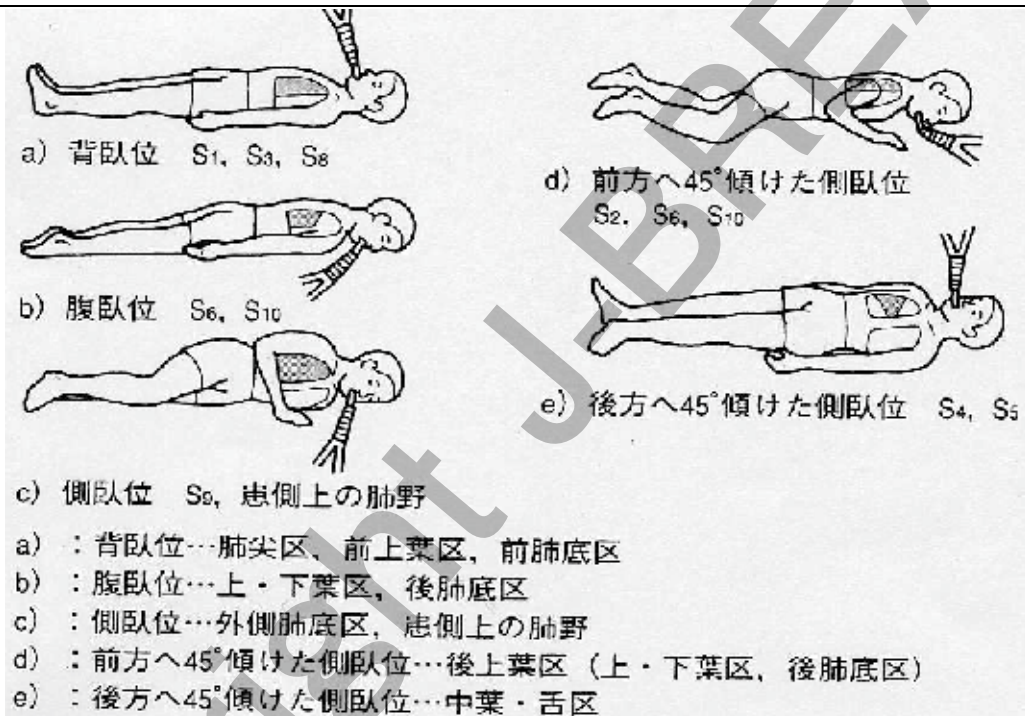 a) 背臥位 S₁, S₃, S₈
b) 腹臥位 S₆, S₁₀
c) 側臥位 S₉, 患側上の肺野
d) 前方へ45°傾けた側臥位
S₂, S₆, S₁₀
e) 後方へ45°傾けた側臥位 S₄, S₅
a) :背臥位…肺尖区, 前上葉区, 前肺底区
b) :腹臥位…上・下葉区, 後肺底区
c) :側臥位…外側肺底区, 患側上の肺野
d) :前方へ45°傾けた側臥位…後上葉区 (上・下葉区, 後肺底区)
e) :後方へ45°傾けた側臥位…中葉・舌区